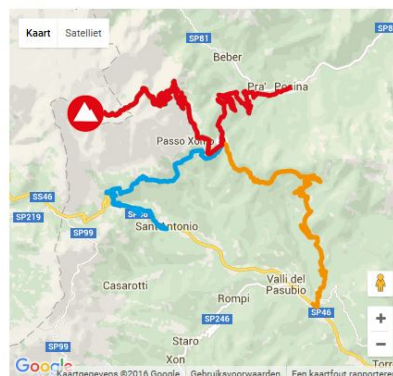 Kaart Satelliet
SP81
SP8
Beber
Pra' Posina
Passo Xomo
SS46
SP219
SP99
Sant'Antonio
Casarotti
Valli del
Pasubio
Rompi
SP46
SP246
Staro
Xon
SP99
Torr
Google
Kaartgegevens ©2016 Google Gebruiksvoorwaarden Een kaartfout rapporteren